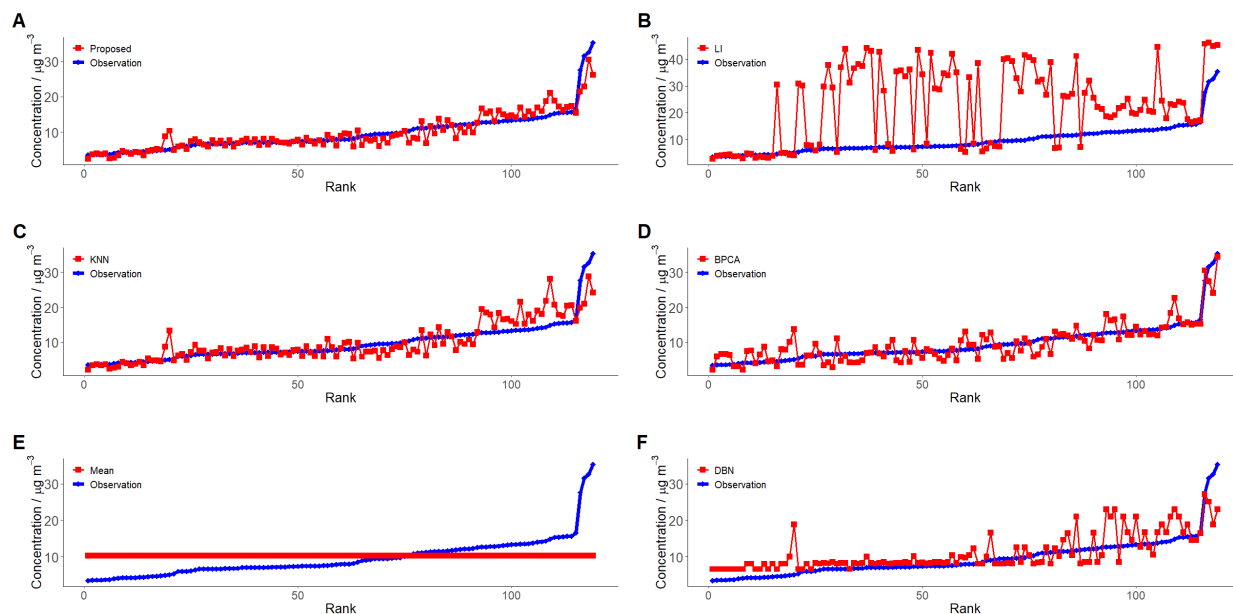 A
Concentration / μg m⁻³
Proposed
Observation
30
20
10
0
50
100
Rank
B
Concentration / μg m⁻³
LI
Observation
40
30
20
10
0
50
100
Rank
C
Concentration / μg m⁻³
KNN
Observation
30
20
10
0
50
100
Rank
D
Concentration / μg m⁻³
BPCA
Observation
30
20
10
0
50
100
Rank
E
Concentration / μg m⁻³
Mean
Observation
30
20
10
0
50
100
Rank
F
Concentration / μg m⁻³
DBN
Observation
30
20
10
0
50
100
Rank